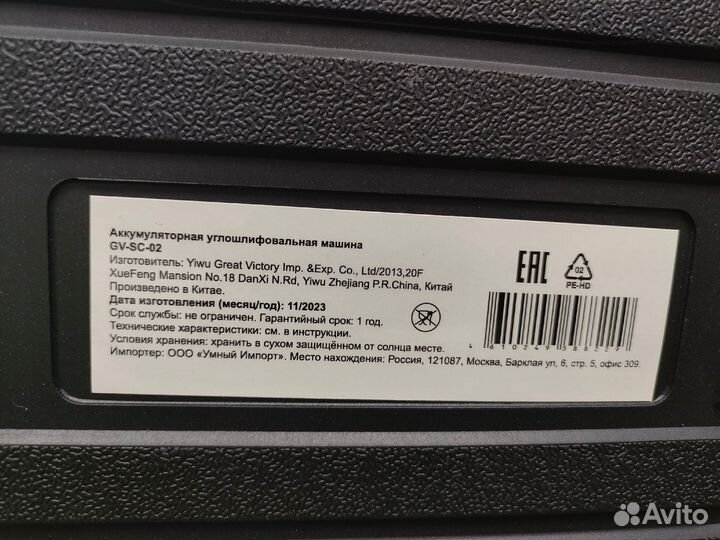 Аккумуляторная углошлифовальная машина
GV-SC-02
Изготовитель: Yiwu Great Victory Imp. &Exp. Co., Ltd/2013,20F
XueFeng Mansion No.18 DanXi N.Rd, Yiwu Zhejiang P.R.China, Китай
Произведено в Китае.
Дата изготовления (месяц/год): 11/2023
Срок службы: не ограничен. Гарантийный срок: 1 год.
Технические характеристики: см. в инструкции.
Условия хранения: хранить в сухом защищённом от солнца месте.
Импортер: ООО «Умный Импорт». Место нахождения: Россия, 121087, Москва, Барклая ул, 6, стр. 5, офис 309.
EAC
02
PE-HD
4 610249 588229
Avito